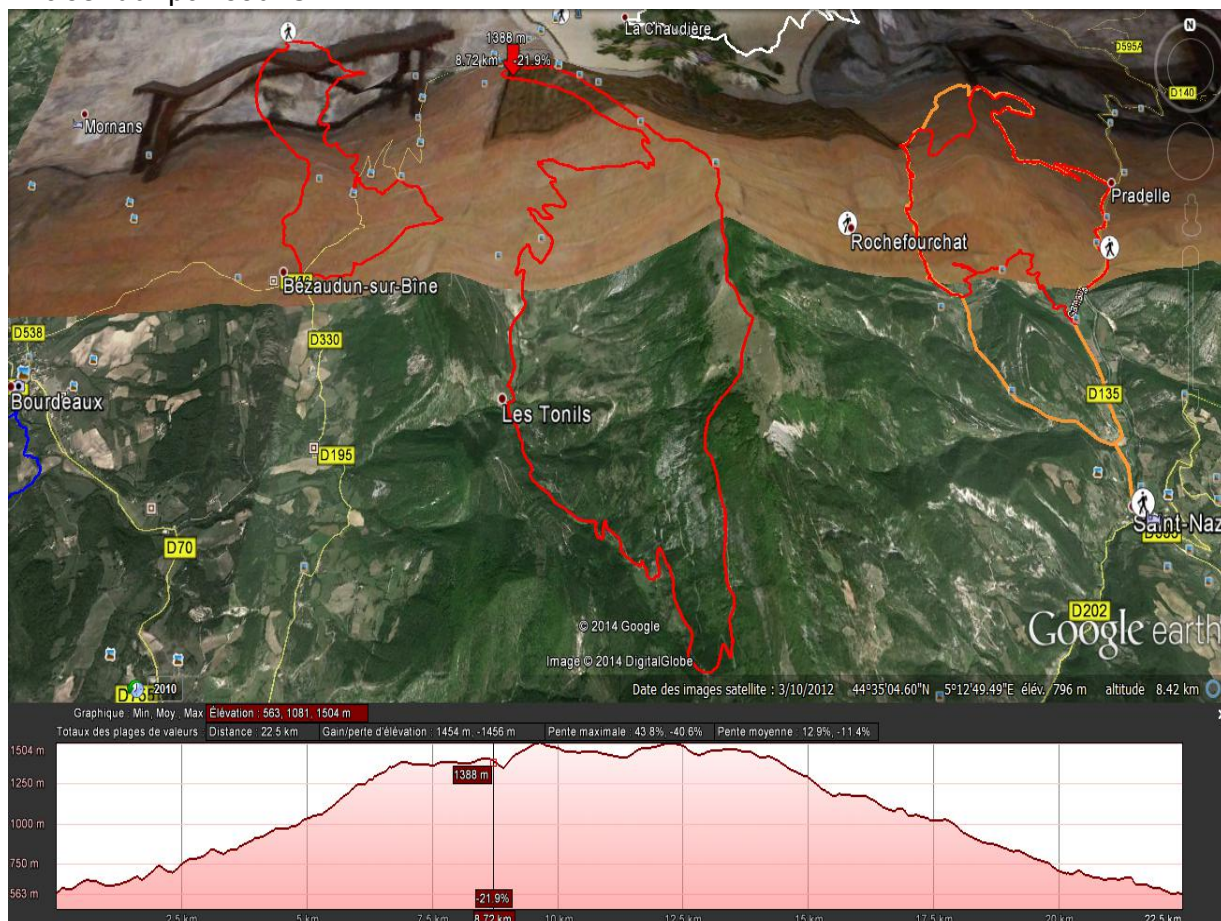 La Chaudière
N
1388 m
D595A
8.72 km -21.9%
D140
Mornans
Pradelle
Rochefourchat
Bézaudun-sur-Bîne
D538
D330
Bourdeaux
Les Tonils
D135
D195
Saint-Naz
D70
D202
© 2014 Google
Google earth
Image © 2014 DigitalGlobe
2010
Date des images satellite : 3/10/2012 44°35'04.60"N 5°12'49.49"E élév. 796 m altitude 8.42 km
Graphique : Min, Moy., Max Élévation : 563, 1081, 1504 m
Totaux des plages de valeurs Distance : 22.5 km Gain/perte d'élévation : 1454 m, -1456 m Pente maximale : 43.8%, -40.6% Pente moyenne : 12.9%, -11.4%
1504 m
1388 m
1250 m
1000 m
750 m
563 m
-21.9%
2.5 km 5 km 7.5 km 8.72 km 10 km 12.5 km 15 km 17.5 km 20 km 22.5 km